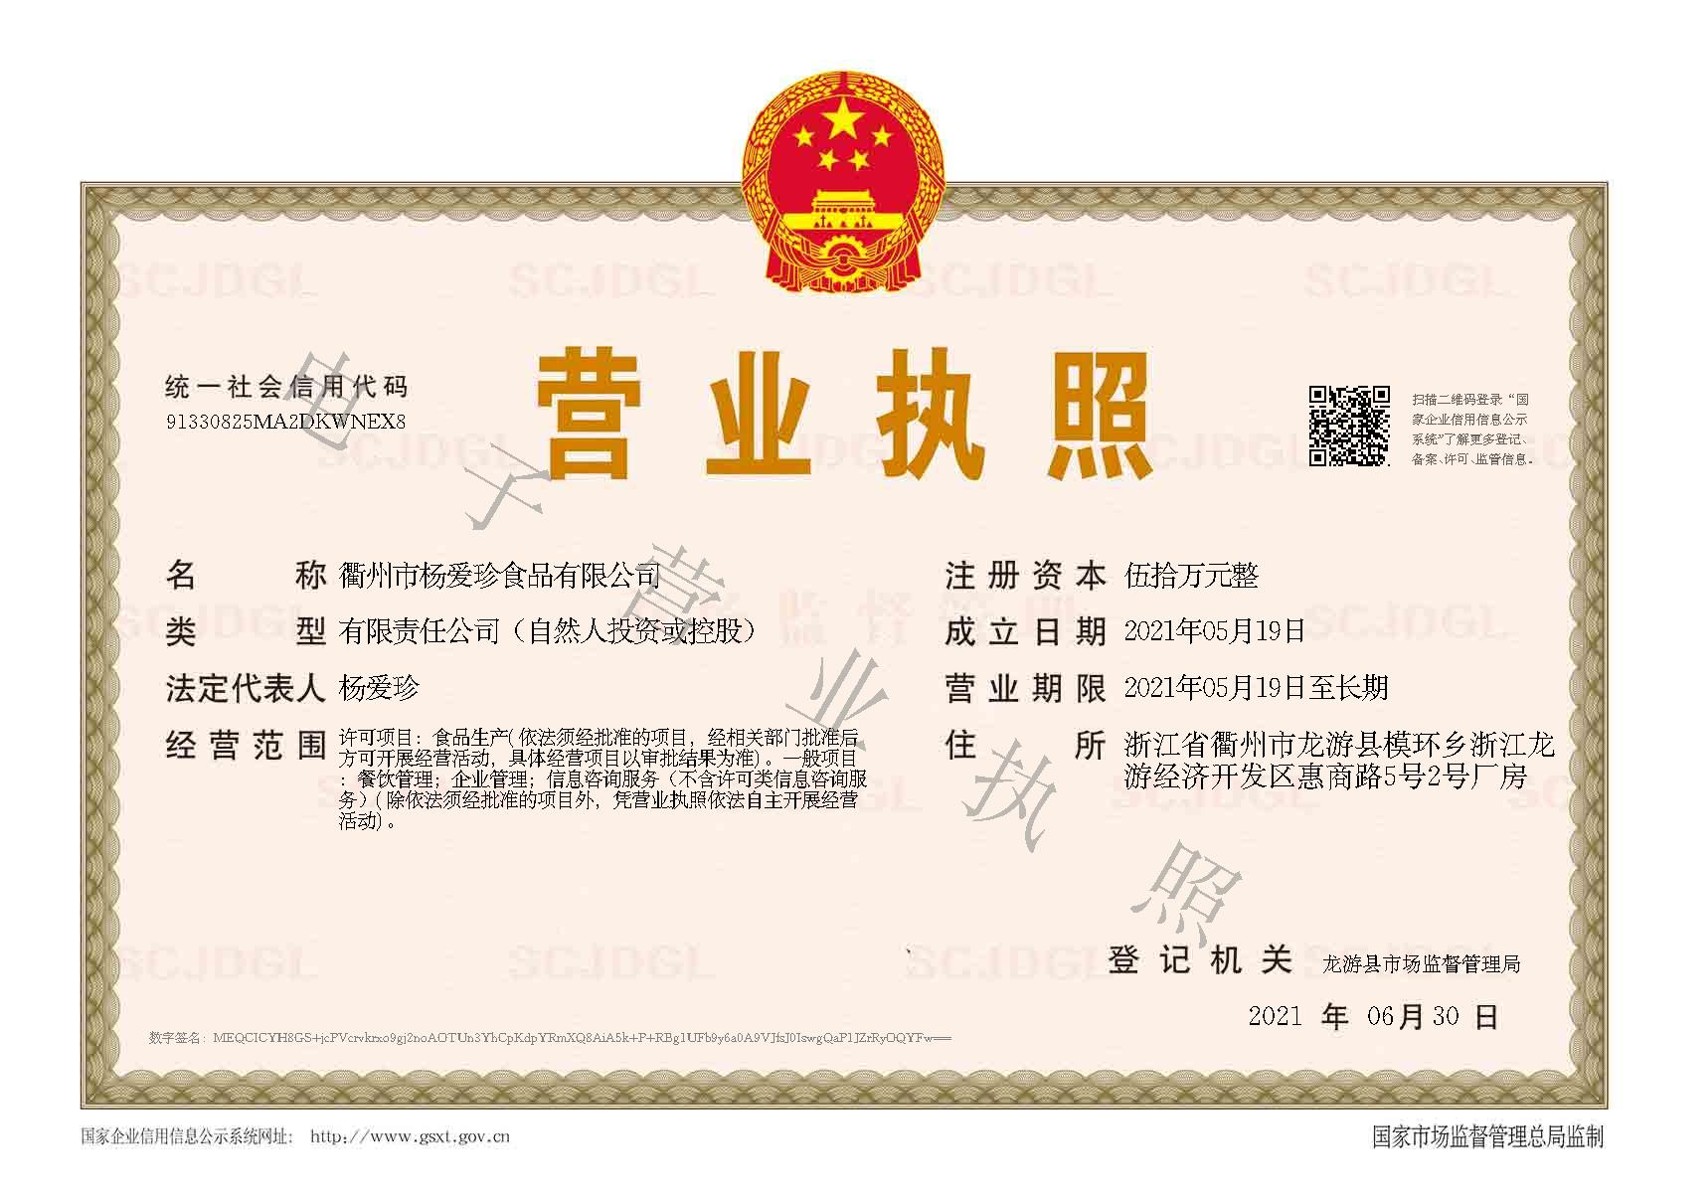 营业执照
统一社会信用代码
91330825MA2DKWNEX8
扫描二维码登录“国
家企业信用信息公示
系统”了解更多登记、
备案、许可、监管信息。
名称 衢州市杨爱珍食品有限公司
类型 有限责任公司（自然人投资或控股）
法定代表人 杨爱珍
经营范围 许可项目：食品生产(依法须经批准的项目，经相关部门批准后
方可开展经营活动，具体经营项目以审批结果为准)。一般项目
：餐饮管理；企业管理；信息咨询服务（不含许可类信息咨询服
务）(除依法须经批准的项目外，凭营业执照依法自主开展经营
活动)。
注册资本 伍拾万元整
成立日期 2021年05月19日
营业期限 2021年05月19日至长期
住所 浙江省衢州市龙游县模环乡浙江龙
游经济开发区惠商路5号2号厂房
电子营业执照
登记机关 龙游县市场监督管理局
2021 年 06月30 日
数字签名：
国家企业信用信息公示系统网址： http://www.gsxt.gov.cn
国家市场监督管理总局监制
SCJDGL